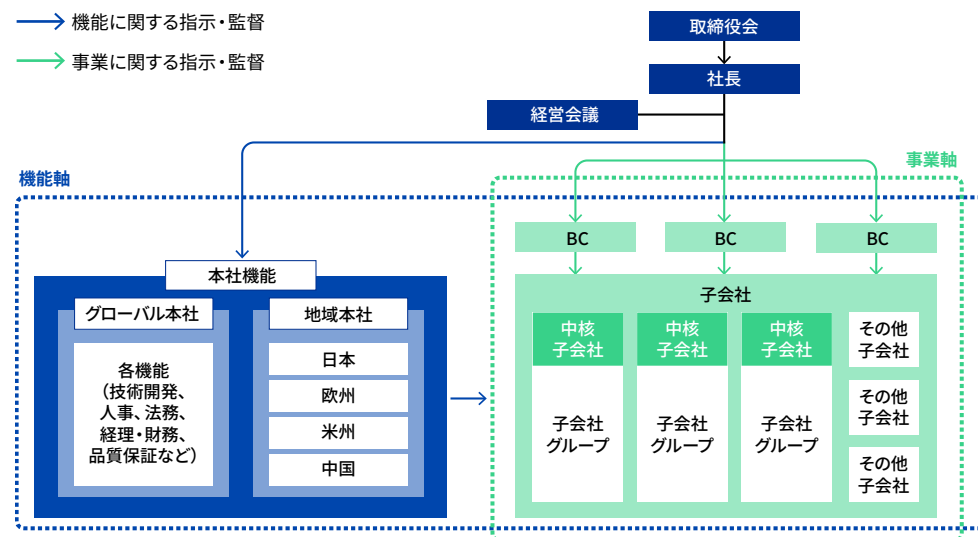 機能に関する指示・監督
事業に関する指示・監督
取締役会
社長
経営会議
事業軸
機能軸
BC
BC
BC
本社機能
子会社
グローバル本社
地域本社
各機能
(技術開発、
人事、法務、
経理・財務、
品質保証など)
日本
欧州
米州
中国
中核
子会社
子会社
グループ
中核
子会社
子会社
グループ
中核
子会社
子会社
グループ
その他
子会社
その他
子会社
その他
子会社